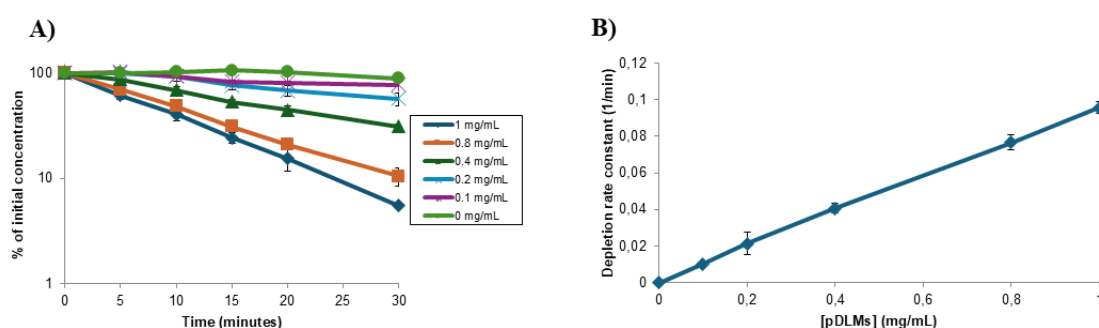 A)
100
10
1
0
5
10
15
20
25
30
% of initial concentration
Time (minutes)
1 mg/mL
0.8 mg/mL
0.4 mg/mL
0.2 mg/mL
0.1 mg/mL
0 mg/mL
B)
0,12
0,1
0,08
0,06
0,04
0,02
0
0
0,2
0,4
0,6
0,8
1
Depletion rate constant (1/min)
[pDLMs] (mg/mL)